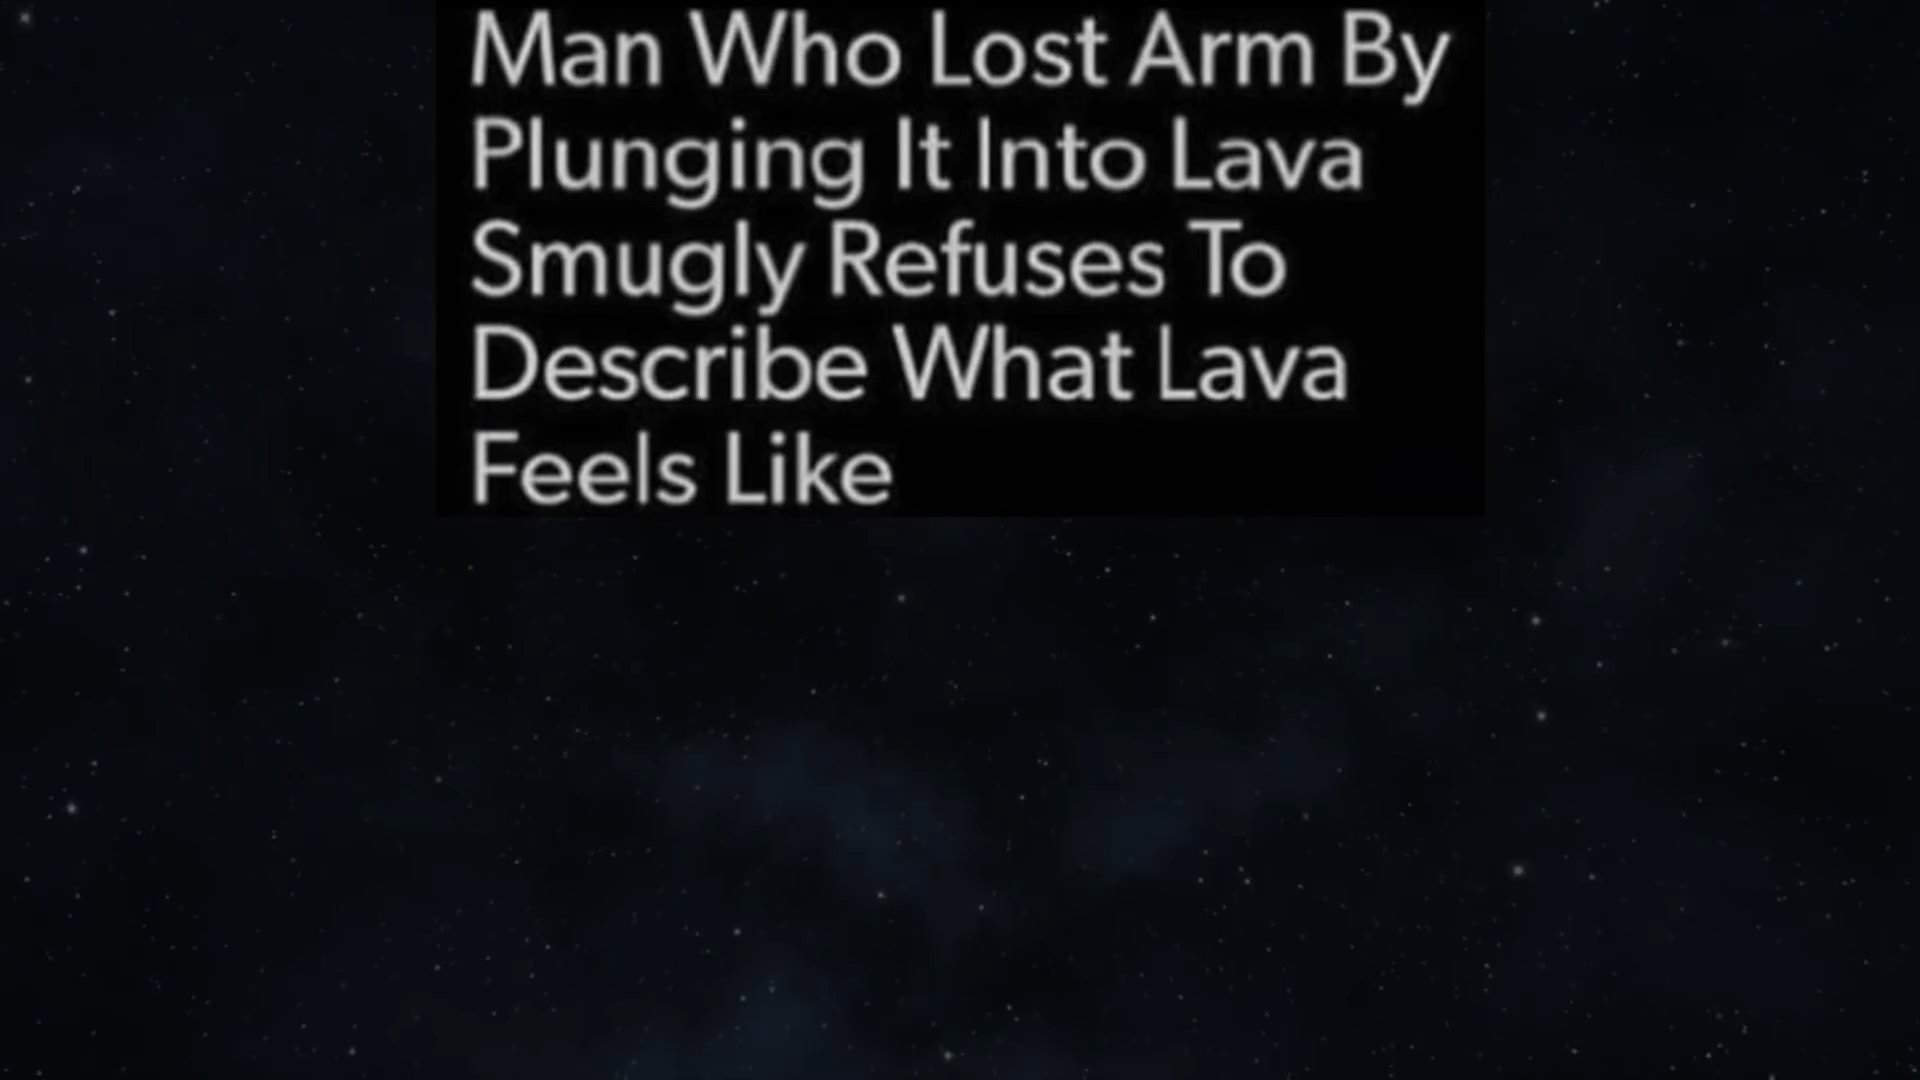 Man Who Lost Arm By
Plunging It Into Lava
Smugly Refuses To
Describe What Lava
Feels Like